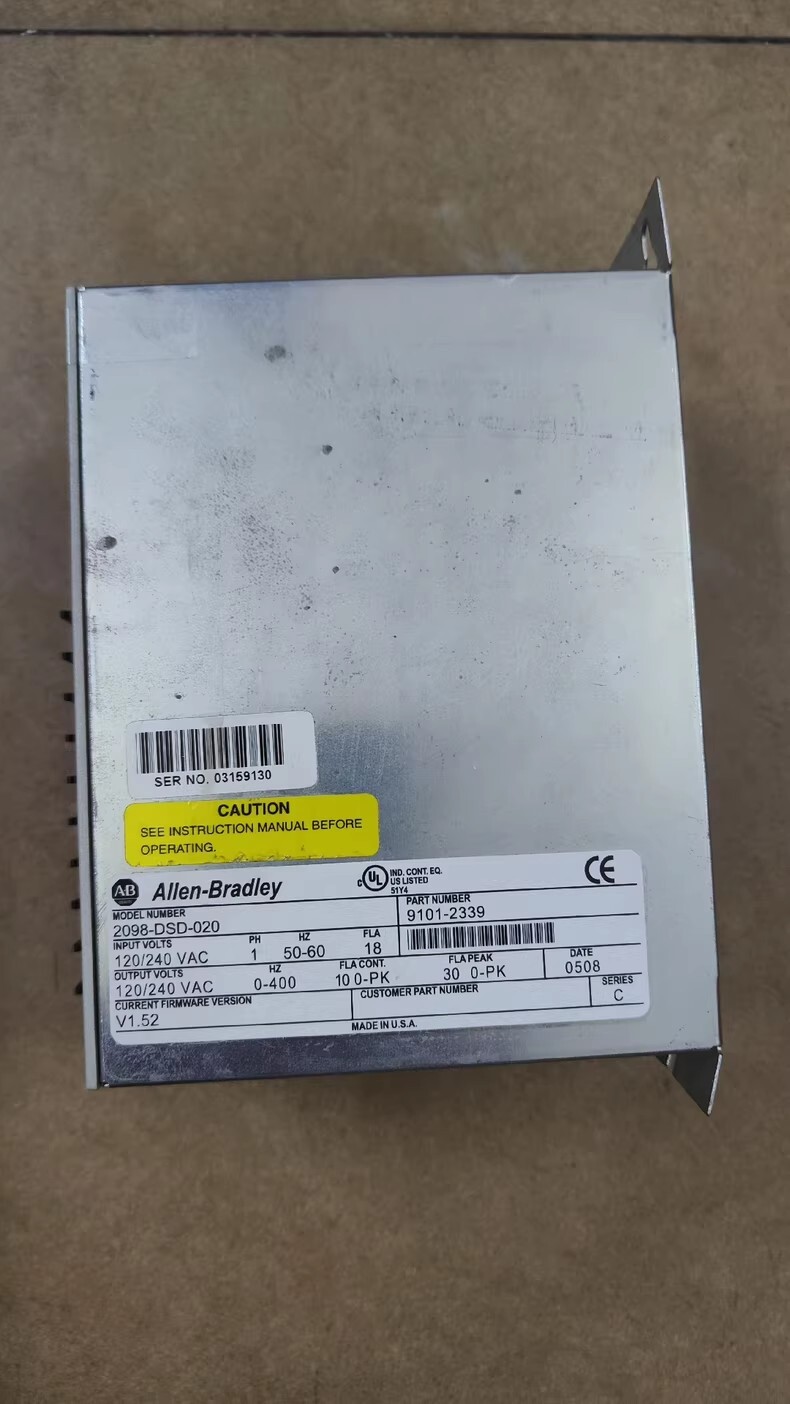 SER NO. 03159130
CAUTION
SEE INSTRUCTION MANUAL BEFORE
OPERATING.
AB Allen-Bradley
c UL IND. CONT. EQ.
US LISTED
51Y4
CE
MODEL NUMBER
2098-DSD-020
PART NUMBER
9101-2339
INPUT VOLTS PH HZ FLA
120/240 VAC 1 50-60 18
OUTPUT VOLTS HZ FLA CONT. FLA PEAK DATE
120/240 VAC 0-400 10 0-PK 30 0-PK 0508
CURRENT FIRMWARE VERSION CUSTOMER PART NUMBER SERIES
V1.52 C
MADE IN U.S.A.